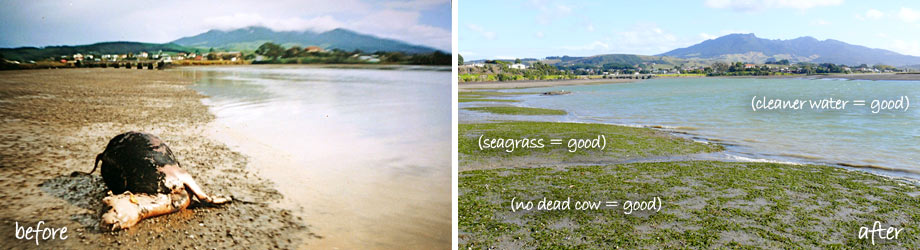 before
(cleaner water = good)
(seagrass = good)
(no dead cow = good)
after